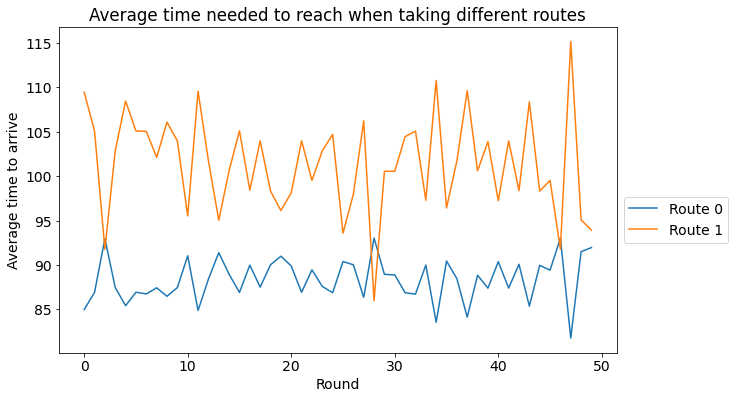 Average time needed to reach when taking different routes
Average time to arrive
115
110
105
100
95
90
85
0
10
20
30
40
50
Round
Route 0
Route 1